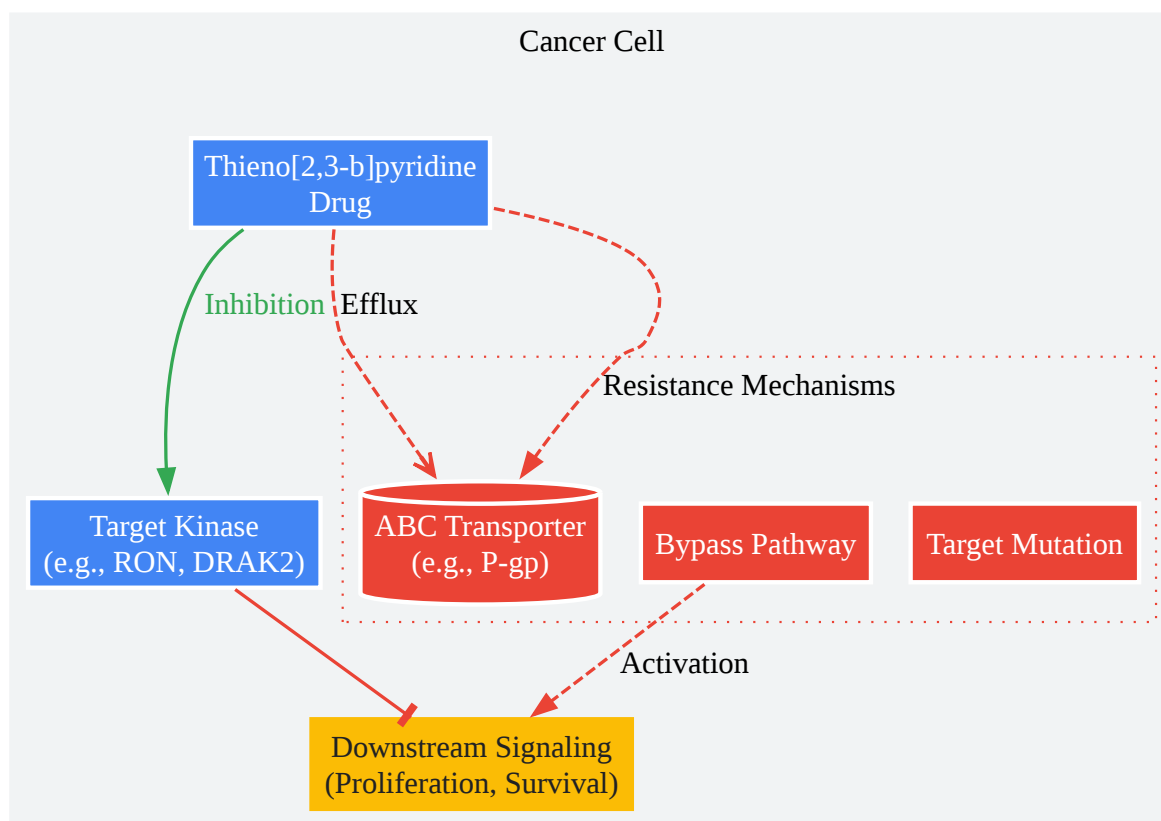 Cancer Cell
Thieno[2,3-b]pyridine
Drug
Inhibition
Efflux
Resistance Mechanisms
Target Kinase
(e.g., RON, DRAK2)
ABC Transporter
(e.g., P-gp)
Bypass Pathway
Target Mutation
Activation
Downstream Signaling
(Proliferation, Survival)